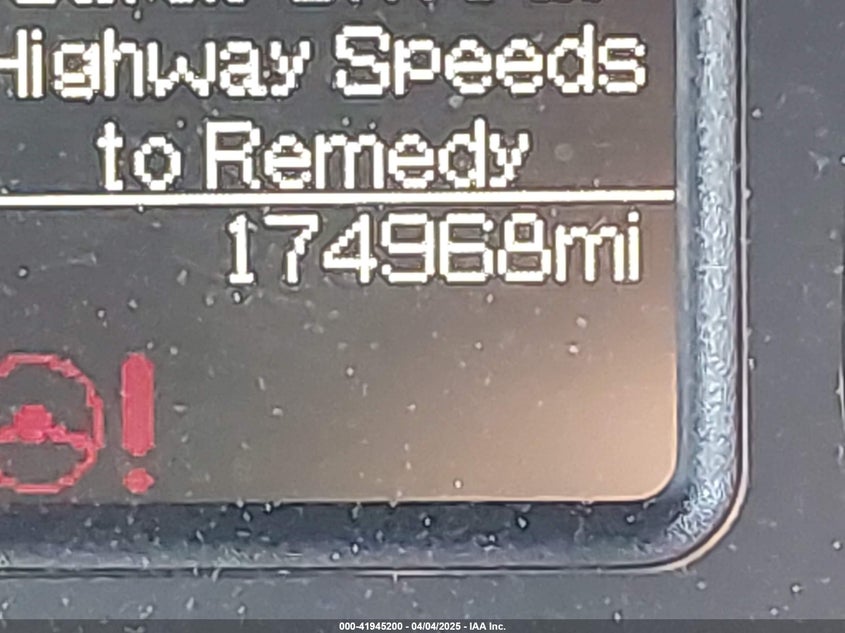 Highway Speeds
to Remedy
174968mi
000-41945200 - 04/04/2025 - IAA Inc.